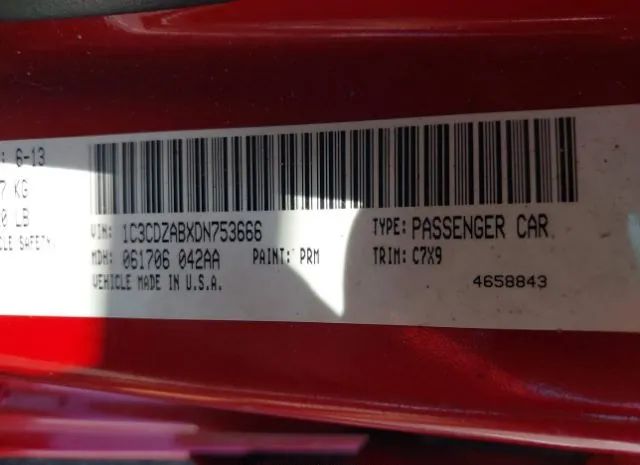 : 6-13
7 KG
0 LB
CLE SAFETY
VIN: 1C3CDZABXDN753666
TYPE: PASSENGER CAR
MDH: 061706 042AA
PAINT: PRM
TRIM: C7X9
VEHICLE MADE IN U.S.A.
4658843